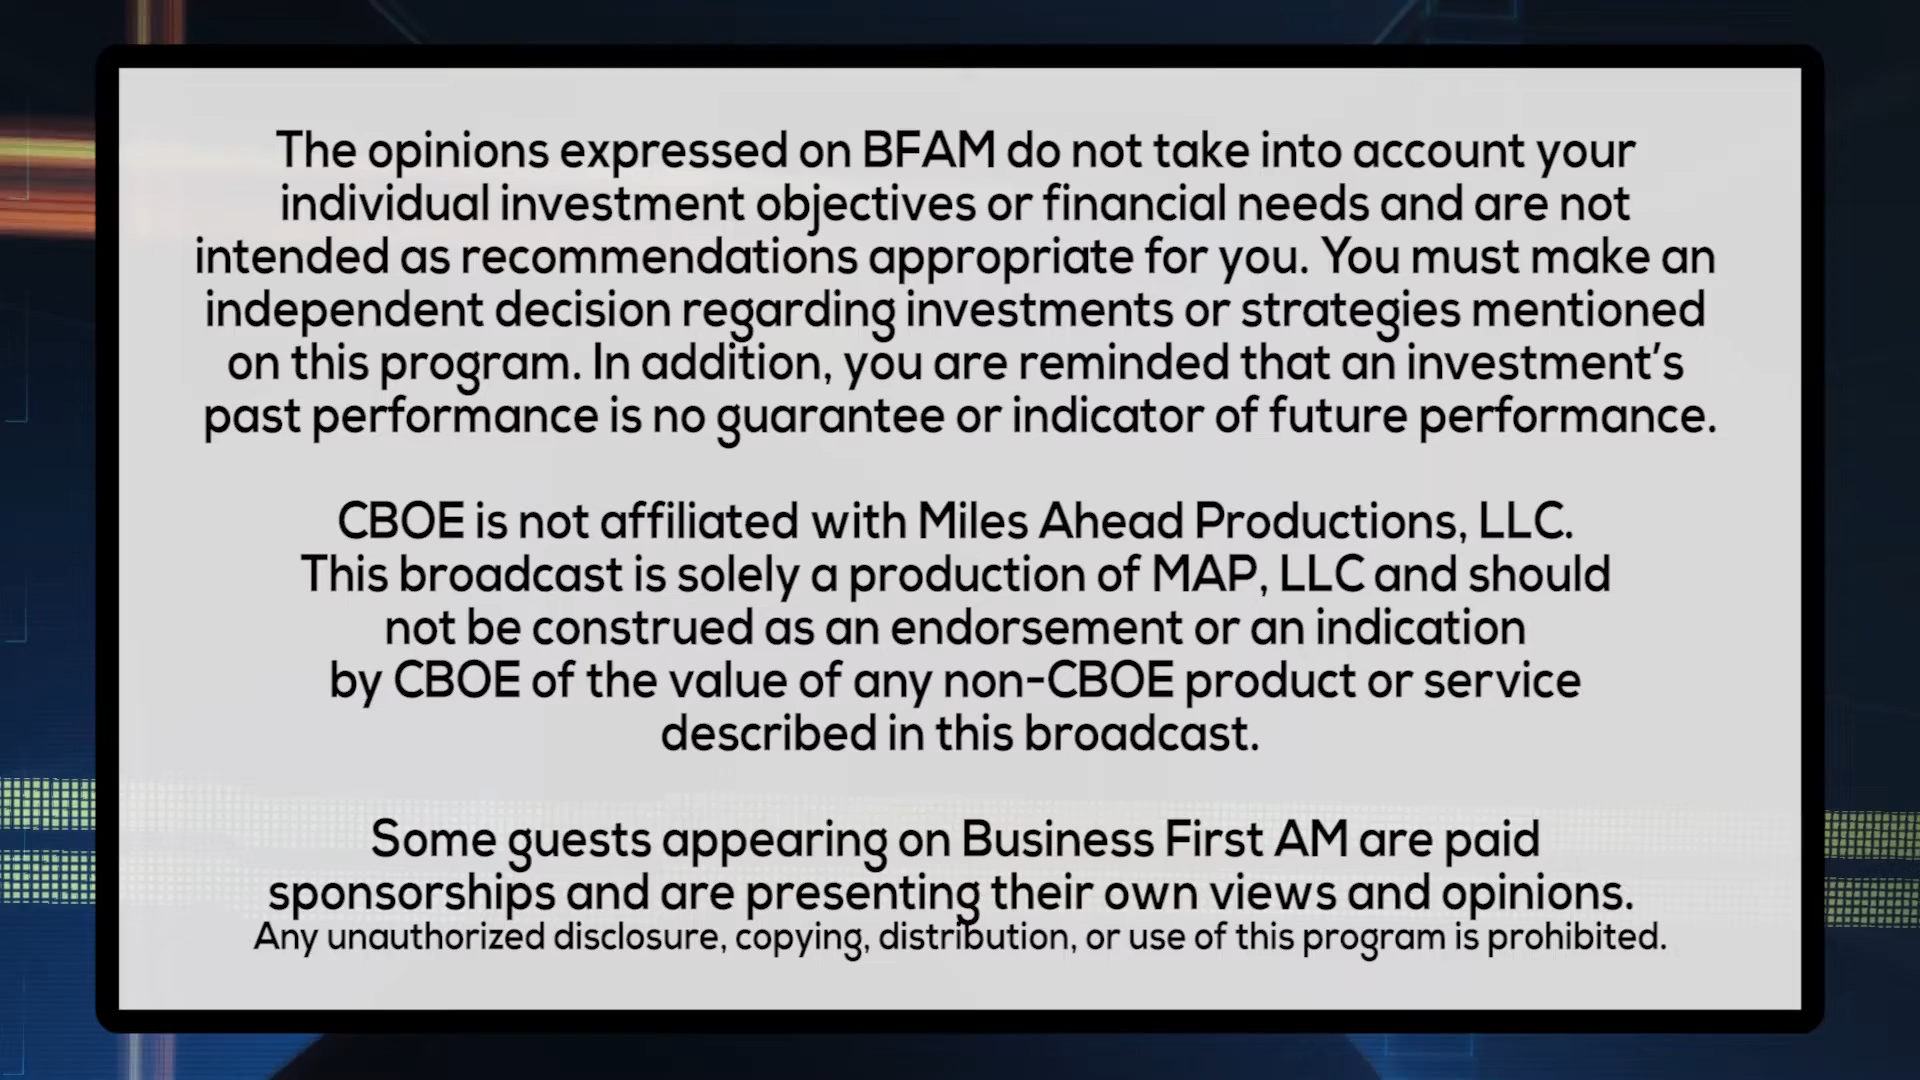 The opinions expressed on BFAM do not take into account your
individual investment objectives or financial needs and are not
intended as recommendations appropriate for you. You must make an
independent decision regarding investments or strategies mentioned
on this program. In addition, you are reminded that an investment's
past performance is no guarantee or indicator of future performance.
CBOE is not affiliated with Miles Ahead Productions, LLC.
This broadcast is solely a production of MAP, LLC and should
not be construed as an endorsement or an indication
by CBOE of the value of any non-CBOE product or service
described in this broadcast.
Some guests appearing on Business First AM are paid
sponsorships and are presenting their own views and opinions.
Any unauthorized disclosure, copying, distribution, or use of this program is prohibited.